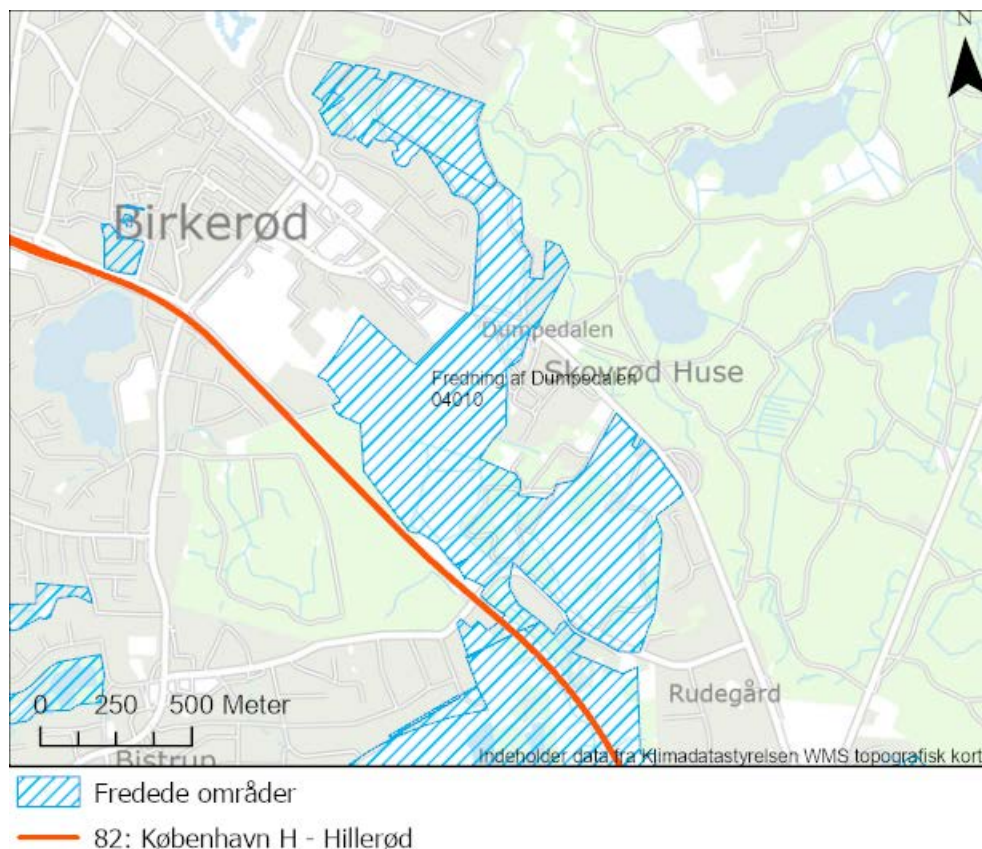 N
Birkerød
Dumpedalen
Skovrød Huse
Fredning af Dumpedalen
04010
Rudegård
0 250 500 Meter
Bistrup
Indeholder data fra Klimadatastyrelsen WMS topografisk kort
Fredede områder
82: København H - Hillerød